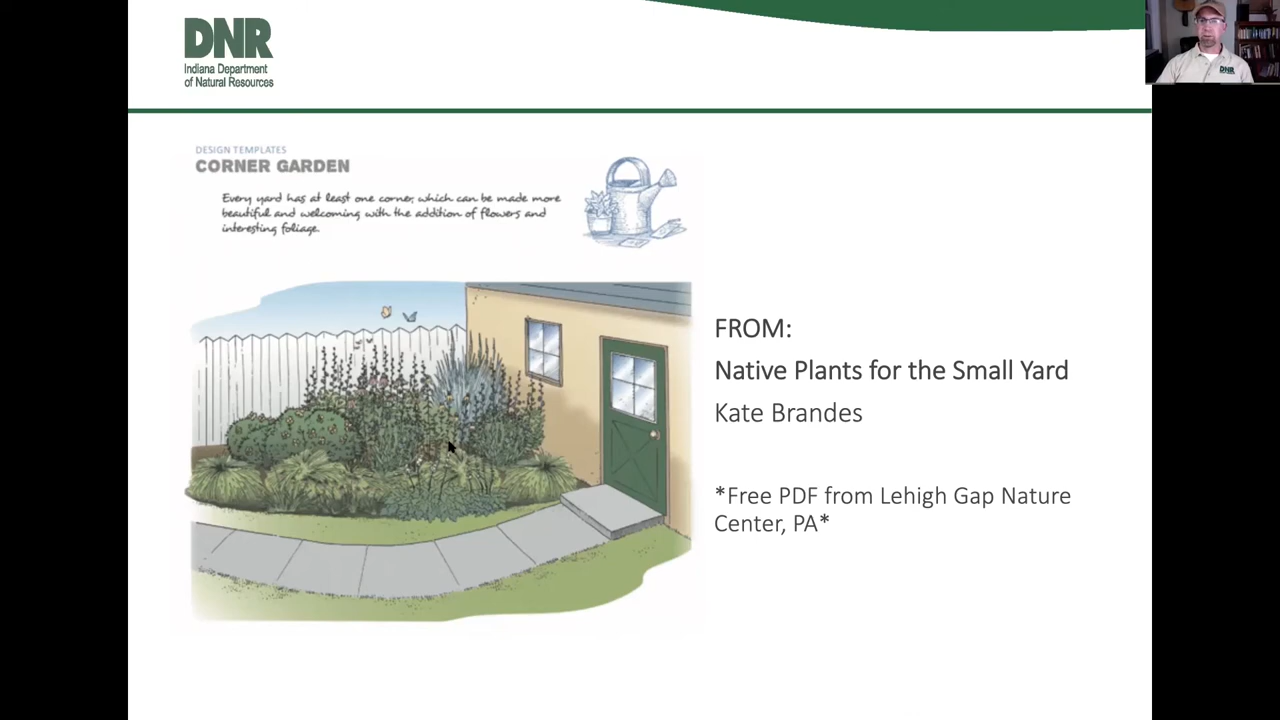 DNR
Indiana Department
of Natural Resources
DNR
DESIGN TEMPLATES
CORNER GARDEN
Every yard has at least one corner, which can be made more
beautiful and welcoming with the addition of flowers and
interesting foliage.
FROM:
Native Plants for the Small Yard
Kate Brandes
*Free PDF from Lehigh Gap Nature
Center, PA*